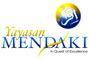 Yayasan
MENDAKI
In Quest of Excellence